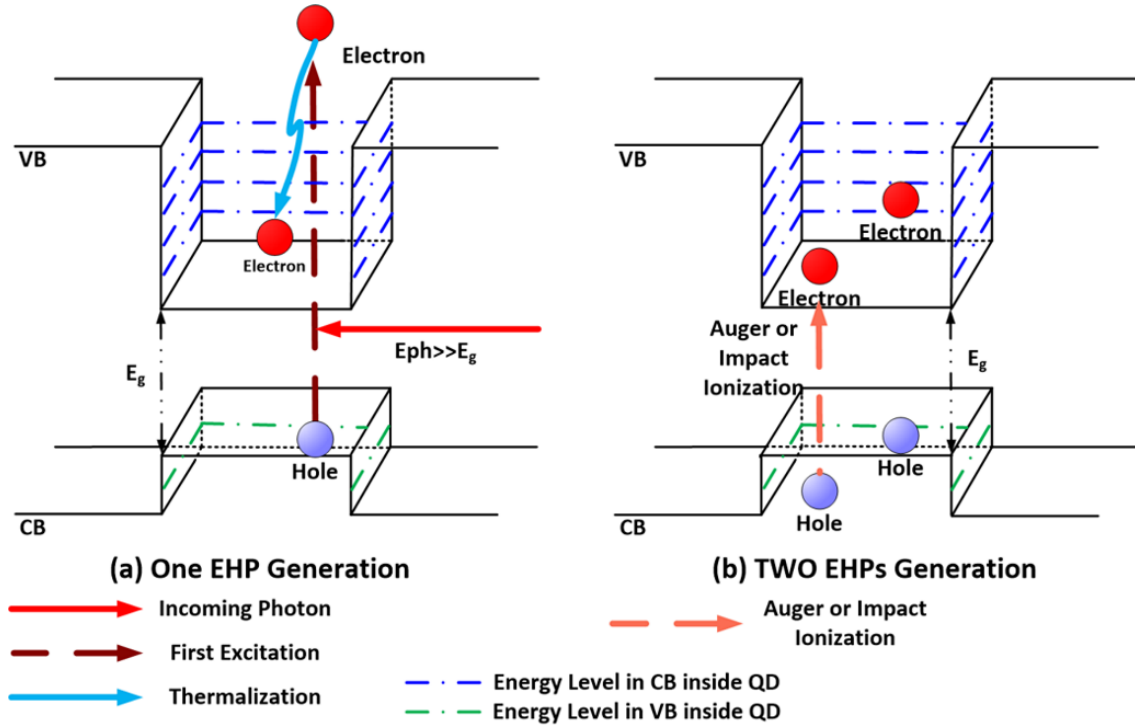 Electron
VB
Electron
Eph>>Eg
Eg
Hole
CB
(a) One EHP Generation
VB
Electron
Electron
Auger or
Impact
Ionization
Eg
Hole
Hole
CB
(b) TWO EHPs Generation
Incoming Photon
First Excitation
Thermalization
Auger or Impact
Ionization
Energy Level in CB inside QD
Energy Level in VB inside QD